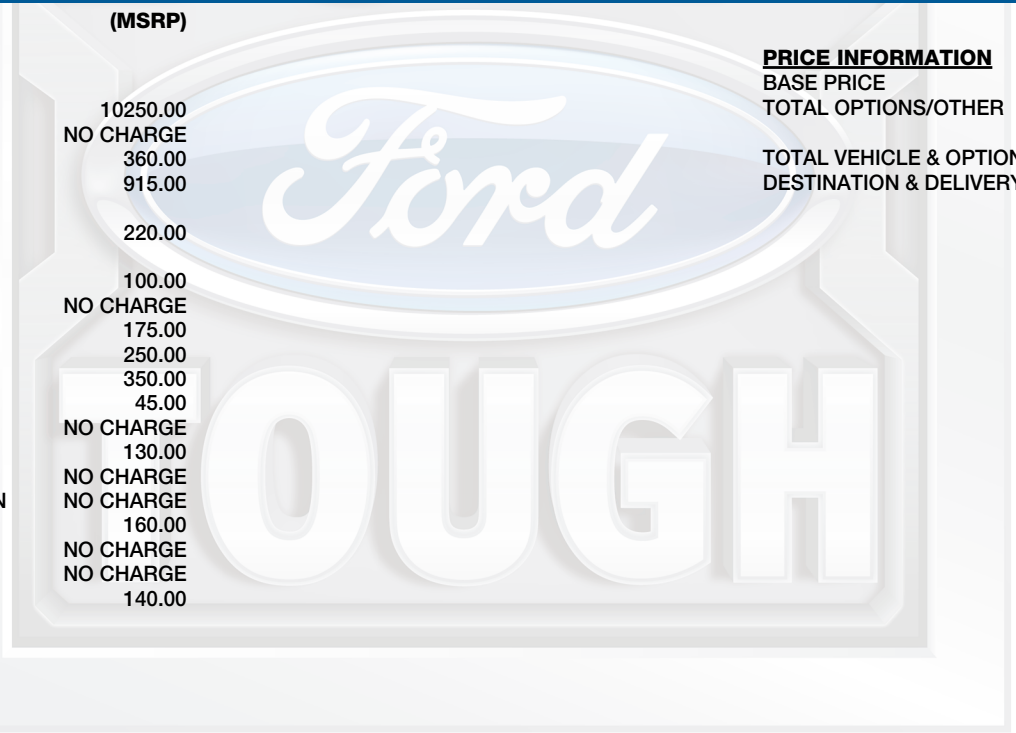 (MSRP)
10250.00
NO CHARGE
360.00
915.00
220.00
100.00
NO CHARGE
175.00
250.00
350.00
45.00
NO CHARGE
130.00
NO CHARGE
N NO CHARGE
160.00
NO CHARGE
NO CHARGE
140.00
PRICE INFORMATION
BASE PRICE
TOTAL OPTIONS/OTHER
TOTAL VEHICLE & OPTION
DESTINATION & DELIVERY
Ford
TOUGH